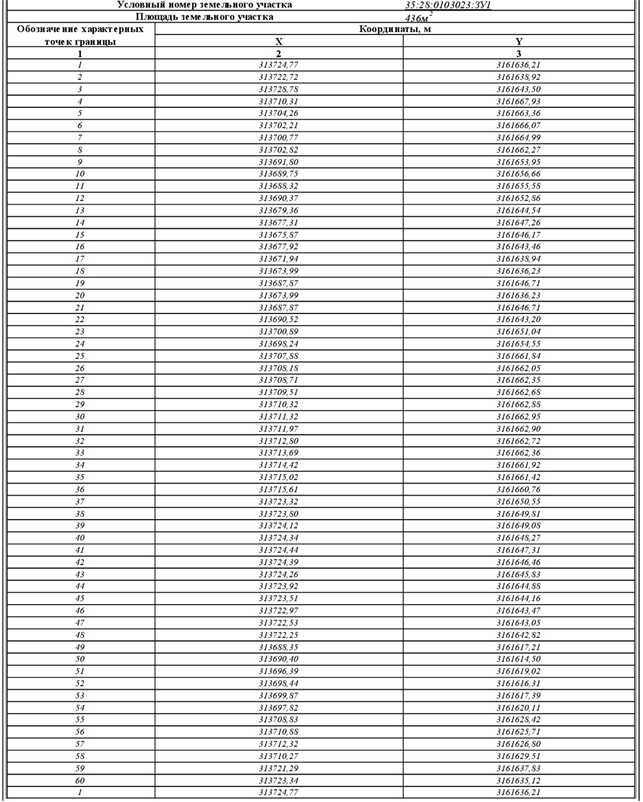 Условный номер земельного участка 35:28:0103023:ЗУ1
Площадь земельного участка 436м2
Обозначение характерных точек границы Координаты, м
X Y
1 2 3
1 313724,77 3161636,21
2 313722,72 3161638,92
3 313728,78 3161643,50
4 313710,31 3161667,93
5 313704,26 3161663,36
6 313702,21 3161666,07
7 313700,77 3161664,99
8 313702,82 3161662,27
9 313691,80 3161653,95
10 313689,75 3161656,66
11 313688,32 3161655,58
12 313690,37 3161652,86
13 313679,36 3161644,54
14 313677,31 3161647,26
15 313675,87 3161646,17
16 313677,92 3161643,46
17 313671,94 3161638,94
18 313673,99 3161636,23
19 313687,87 3161646,71
20 313673,99 3161636,23
21 313687,87 3161646,71
22 313690,52 3161643,20
23 313700,89 3161651,04
24 313698,24 3161654,55
25 313707,88 3161661,84
26 313708,18 3161662,05
27 313708,71 3161662,35
28 313709,51 3161662,68
29 313710,32 3161662,88
30 313711,32 3161662,95
31 313711,97 3161662,90
32 313712,80 3161662,72
33 313713,69 3161662,36
34 313714,42 3161661,92
35 313715,02 3161661,42
36 313715,61 3161660,76
37 313723,32 3161650,55
38 313723,80 3161649,81
39 313724,12 3161649,08
40 313724,34 3161648,27
41 313724,44 3161647,31
42 313724,39 3161646,46
43 313724,26 3161645,83
44 313723,92 3161644,88
45 313723,51 3161644,16
46 313722,97 3161643,47
47 313722,53 3161643,05
48 313722,25 3161642,82
49 313688,35 3161617,21
50 313690,40 3161614,50
51 313696,39 3161619,02
52 313698,44 3161616,31
53 313699,87 3161617,39
54 313697,82 3161620,11
55 313708,83 3161628,42
56 313710,88 3161625,71
57 313712,32 3161626,80
58 313710,27 3161629,51
59 313721,29 3161637,83
60 313723,34 3161635,12
1 313724,77 3161636,21